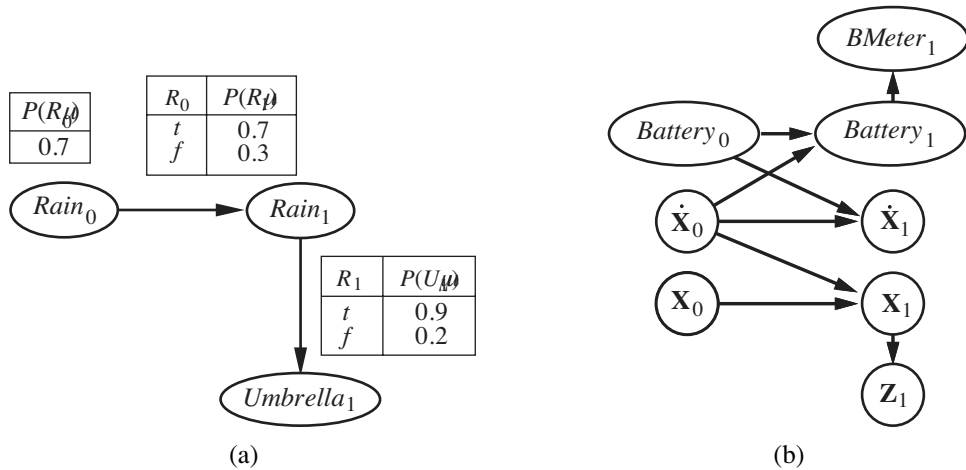 BMeter₁
P(R₀)
0.7
R₀ P(R₁)
t 0.7
f 0.3
Battery₀ Battery₁
Rain₀ Rain₁
Ẋ₀ Ẋ₁
R₁ P(U₁)
t 0.9
f 0.2
X₀ X₁
Umbrella₁
Z₁
(a) (b)